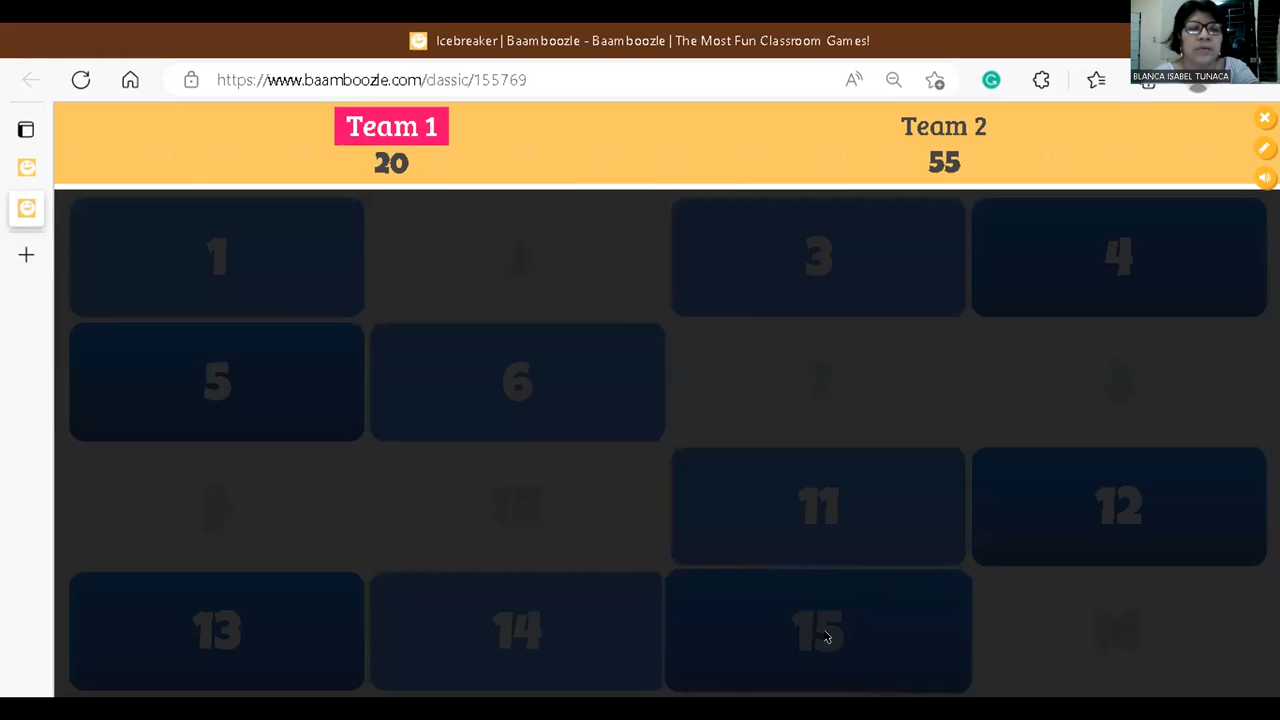 Icebreaker | Baamboozle - Baamboozle | The Most Fun Classroom Games!
BLANCA ISABEL TUNACA
https://www.baamboozle.com/classic/155769
Team 1
Team 2
20
55
1
3
4
5
6
11
12
13
14
15